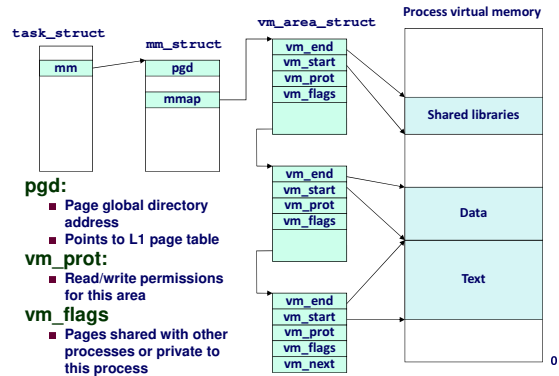 task_struct
mm
mm_struct
pgd
mmap
vm_area_struct
vm_end
vm_start
vm_prot
vm_flags
vm_end
vm_start
vm_prot
vm_flags
vm_end
vm_start
vm_prot
vm_flags
vm_next
Process virtual memory
Shared libraries
Data
Text
0
pgd:
Page global directory
address
Points to L1 page table
vm_prot:
Read/write permissions
for this area
vm_flags
Pages shared with other
processes or private to
this process